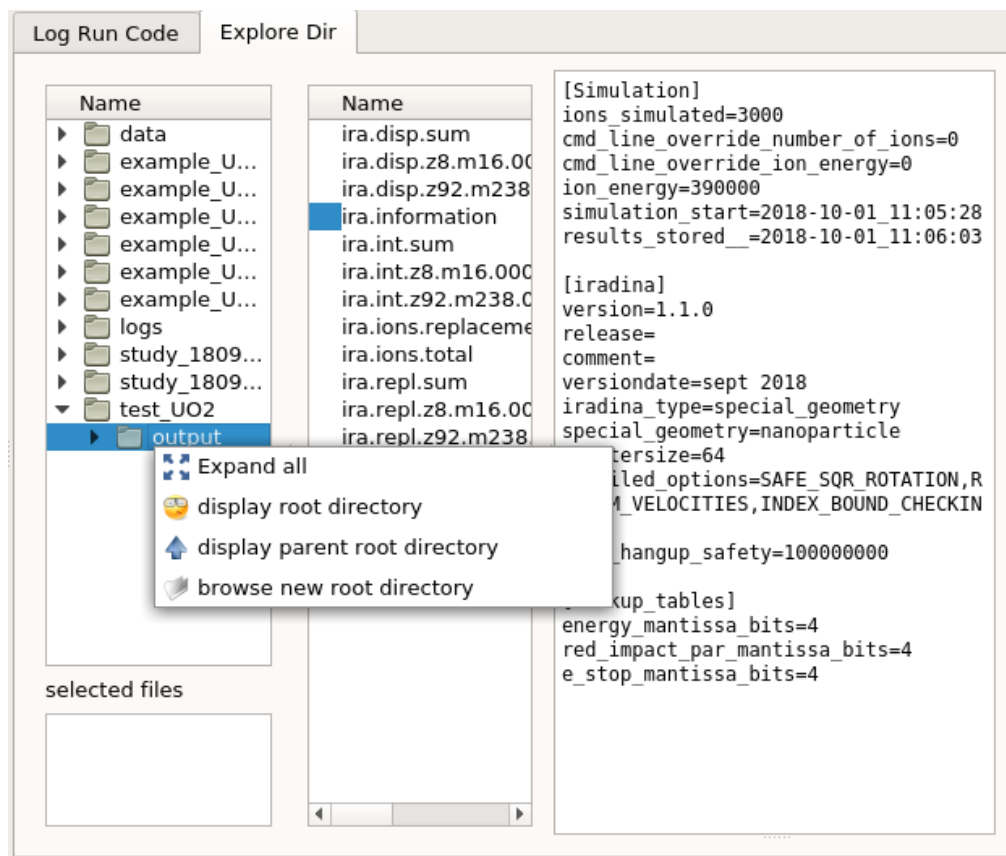 Log Run Code
Explore Dir
Name
data
example_U...
example_U...
example_U...
example_U...
example_U...
example_U...
logs
study_1809...
study_1809...
test_UO2
output
selected files
Name
ira.disp.sum
ira.disp.z8.m16.00
ira.disp.z92.m238
ira.information
ira.int.sum
ira.int.z8.m16.000
ira.int.z92.m238.0
ira.ions.replaceme
ira.ions.total
ira.repl.sum
ira.repl.z8.m16.00
ira.repl.z92.m238.
Expand all
display root directory
display parent root directory
browse new root directory
[Simulation]
ions_simulated=3000
cmd_line_override_number_of_ions=0
cmd_line_override_ion_energy=0
ion_energy=390000
simulation_start=2018-10-01_11:05:28
results_stored__=2018-10-01_11:06:03
[iradina]
version=1.1.0
release=
comment=
versiondate=sept 2018
iradina_type=special_geometry
special_geometry=nanoparticle
tersize=64
iled_options=SAFE_SQR_ROTATION,R
M_VELOCITIES,INDEX_BOUND_CHECKIN
_hangup_safety=100000000
kup_tables]
energy_mantissa_bits=4
red_impact_par_mantissa_bits=4
e_stop_mantissa_bits=4